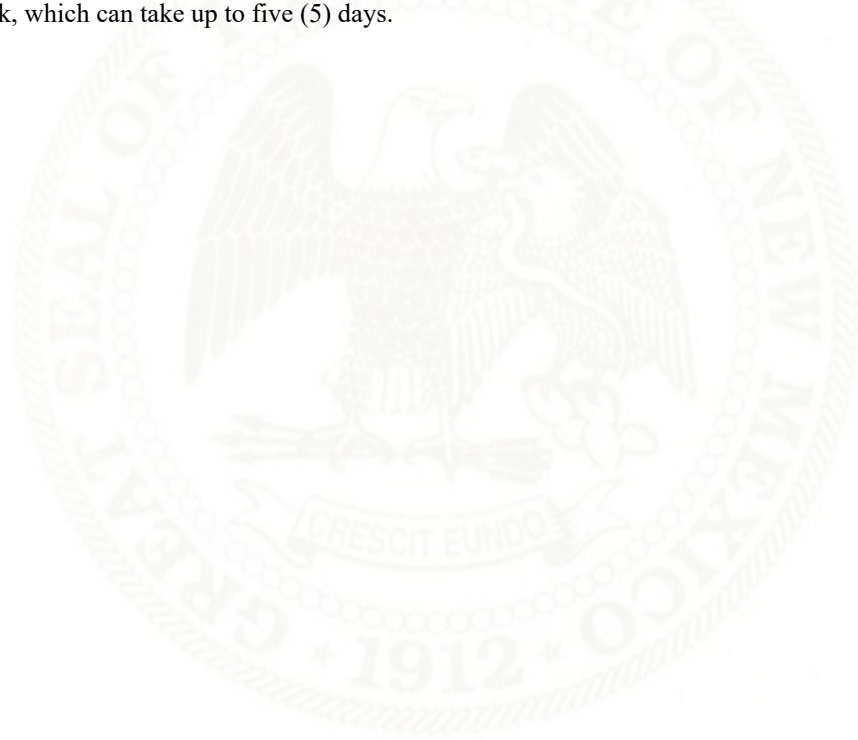 k, which can take up to five (5) days.
GREAT SEAL OF THE STATE OF NEW MEXICO
CRESCIT EUNDO
1912